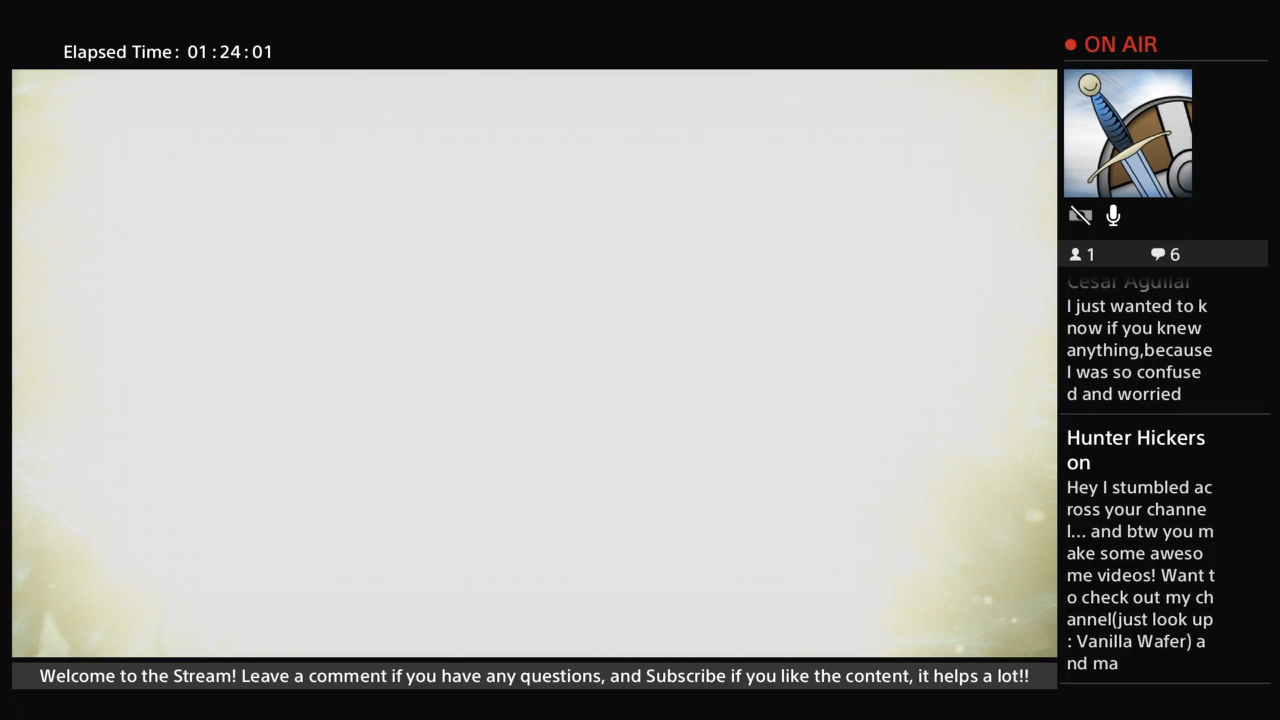 Elapsed Time: 01:24:01
ON AIR
1 6
Cesar Aguilar
I just wanted to k
now if you knew
anything,because
I was so confuse
d and worried
Hunter Hickers
on
Hey I stumbled ac
ross your channe
l... and btw you m
ake some aweso
me videos! Want t
o check out my ch
annel(just look up
: Vanilla Wafer) a
nd ma
Welcome to the Stream! Leave a comment if you have any questions, and Subscribe if you like the content, it helps a lot!!